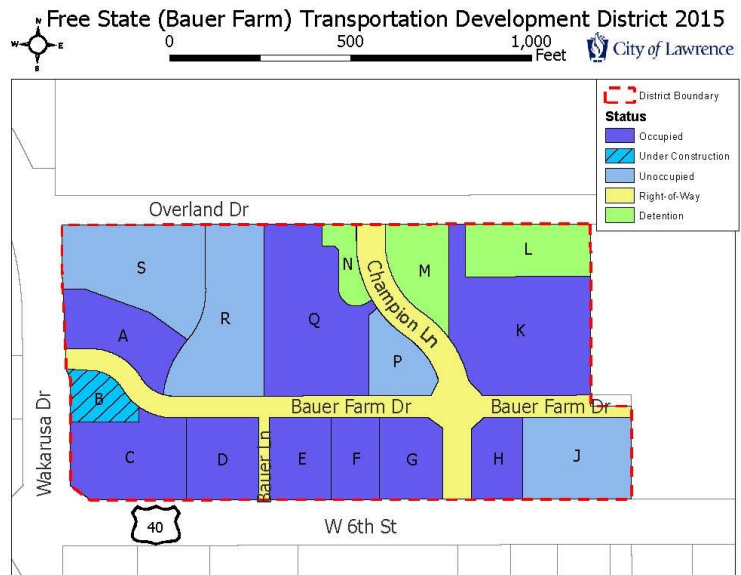 Free State (Bauer Farm) Transportation Development District 2015
N
W E
S
0 500 1,000
Feet
City of Lawrence
District Boundary
Status
Occupied
Under Construction
Unoccupied
Right-of-Way
Detention
Overland Dr
L
N
M
S
Champion Ln
R
Q
K
A
P
B
Bauer Farm Dr
Bauer Farm Dr
Wakarusa Dr
Bauer Ln
C
D
E
F
G
H
J
40
W 6th St